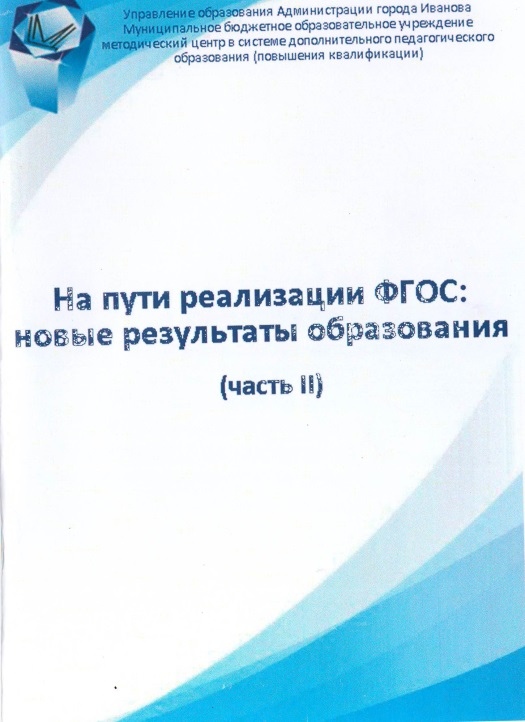 Управление образования Администрации города Иванова
Муниципальное бюджетное образовательное учреждение
методический центр в системе дополнительного педагогического
образования (повышения квалификации)
На пути реализации ФГОС:
новые результаты образования
(часть II)